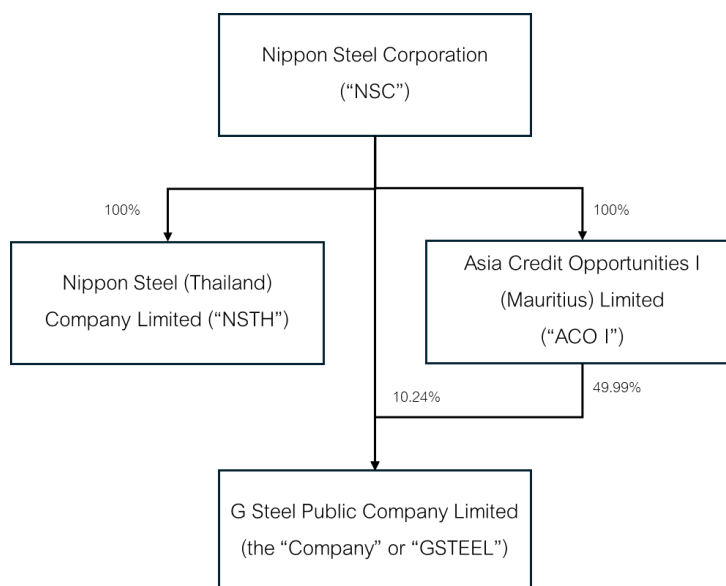 Nippon Steel Corporation
(“NSC”)
100%
100%
Nippon Steel (Thailand)
Company Limited (“NSTH”)
Asia Credit Opportunities I
(Mauritius) Limited
(“ACO I”)
10.24%
49.99%
G Steel Public Company Limited
(the “Company” or “GSTEEL”)